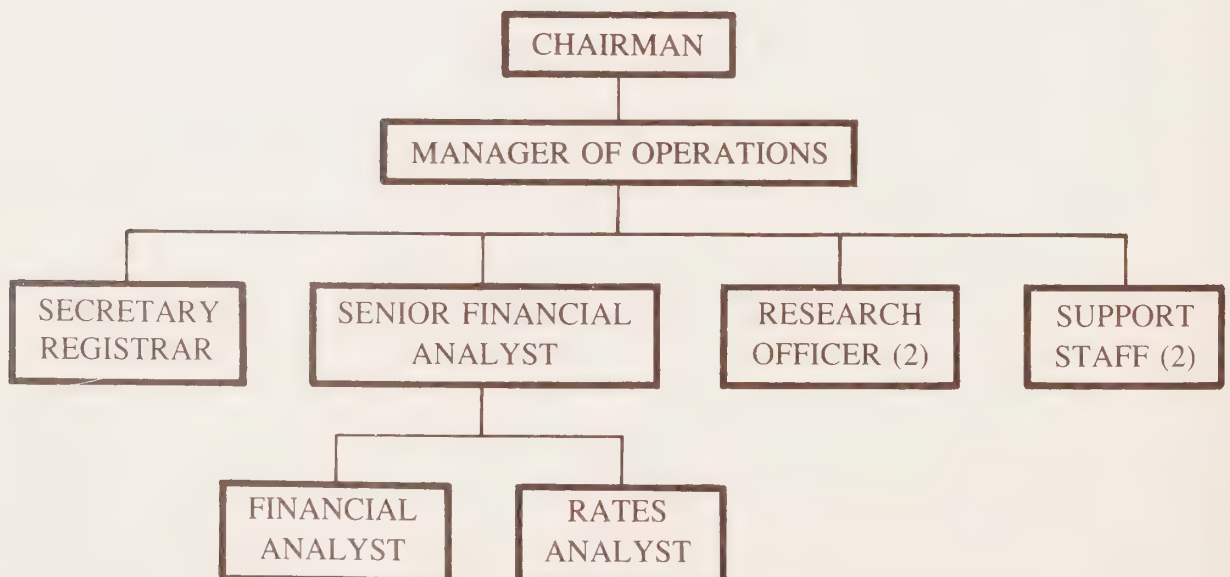 CHAIRMAN
MANAGER OF OPERATIONS
SECRETARY
REGISTRAR
SENIOR FINANCIAL
ANALYST
RESEARCH
OFFICER (2)
SUPPORT
STAFF (2)
FINANCIAL
ANALYST
RATES
ANALYST